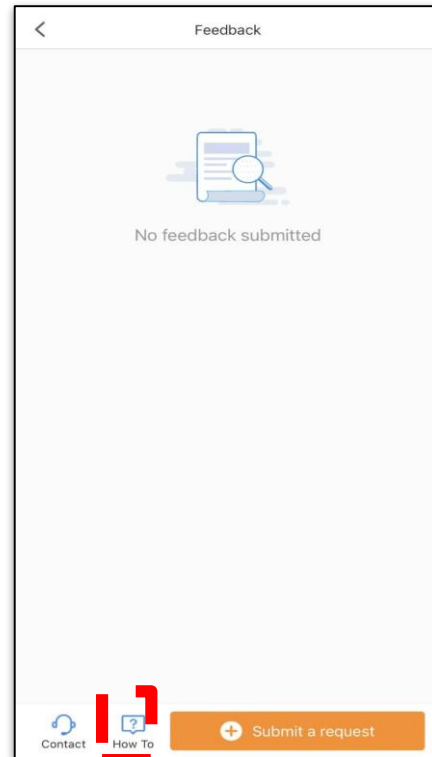 Feedback
No feedback submitted
Contact
How To
Submit a request